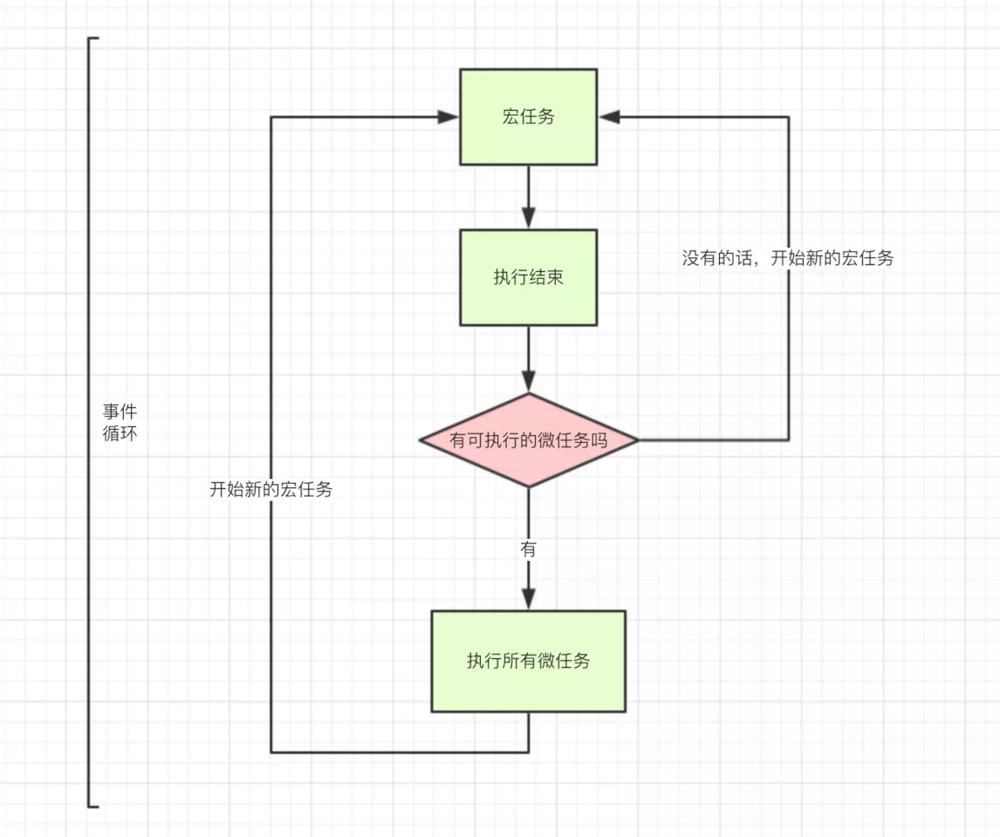 宏任务
执行结束
没有的话，开始新的宏任务
事件
循环
有可执行的微任务吗
开始新的宏任务
有
执行所有微任务